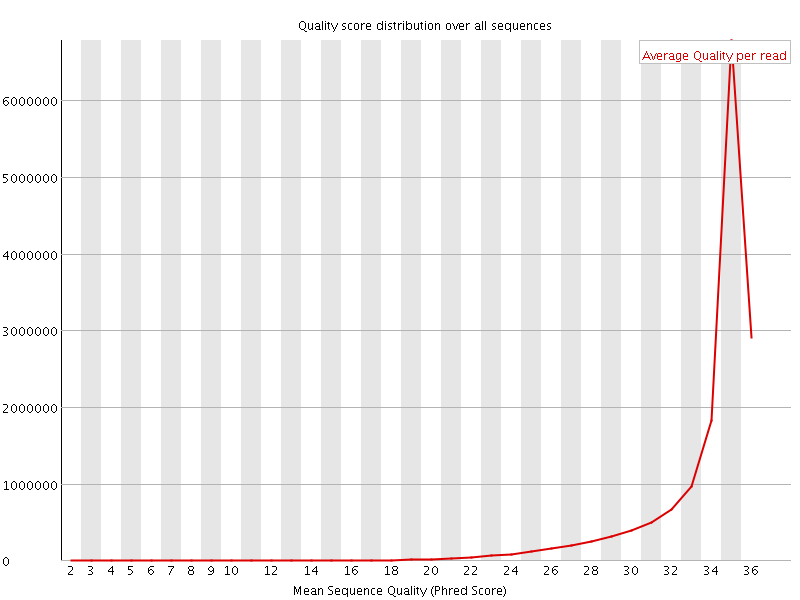 Quality score distribution over all sequences
Average Quality per read
6000000
5000000
4000000
3000000
2000000
1000000
0
2 3 4 5 6 7 8 9 10 12 14 16 18 20 22 24 26 28 30 32 34 36
Mean Sequence Quality (Phred Score)